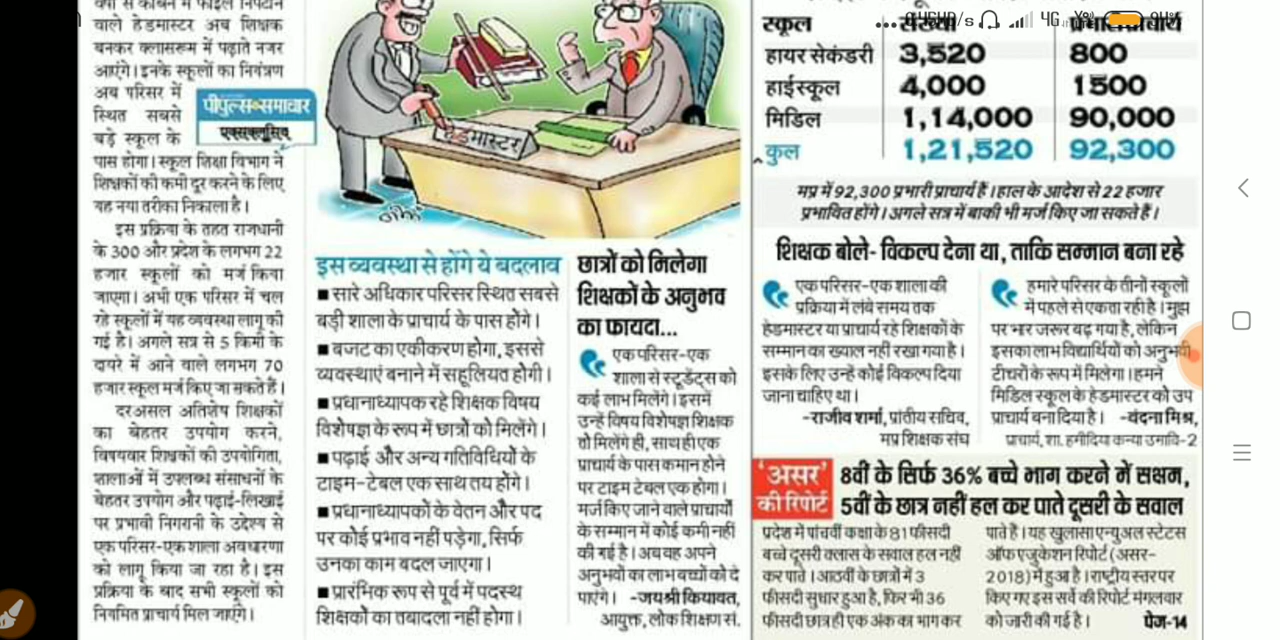 वर्षों से कॉबिन में फाइल निपटाने
वाले हेडमास्टर अब शिक्षक
बनकर क्लासरूम में पढ़ाते नजर
आएंगे। इनके स्कूलों का नियंत्रण
अब परिसर में
स्थित सबसे
बड़े स्कूल के
पास होगा। स्कूल शिक्षा विभाग ने
शिक्षकों की कमी दूर करने के लिए
यह नया तरीका निकाला है।
इस प्रक्रिया के तहत राजधानी
के 300 और प्रदेश के लगभग 22
हजार स्कूलों को मर्ज किया
जाएगा। अभी एक परिसर में चल
रहे स्कूलों में यह व्यवस्था लागू की
गई है। अगले सत्र से 5 किमी के
दायरे में आने वाले लगभग 70
हजार स्कूल मर्ज किए जा सकते हैं।
दरअसल अतिशेष शिक्षकों
का बेहतर उपयोग करने,
विषयवार शिक्षकों की उपयोगिता,
शालाओं में उपलब्ध संसाधनों के
बेहतर उपयोग और पढ़ाई-लिखाई
पर प्रभावी निगरानी के उद्देश्य से
एक परिसर-एक शाला अवधारणा
को लागू किया जा रहा है। इस
प्रक्रिया के बाद सभी स्कूलों को
नियमित प्राचार्य मिल जाएंगे।
पीपुल्स समाचार
एक्सक्लूसिव
हेडमास्टर
इस व्यवस्था से होंगे ये बदलाव
■ सारे अधिकार परिसर स्थित सबसे
बड़ी शाला के प्राचार्य के पास होंगे।
■ बजट का एकीकरण होगा, इससे
व्यवस्थाएं बनाने में सहूलियत होगी।
■ प्रधानाध्यापक रहे शिक्षक विषय
विशेषज्ञ के रूप में छात्रों को मिलेंगे।
■ पढ़ाई और अन्य गतिविधियों के
टाइम-टेबल एक साथ तय होंगे।
■ प्रधानाध्यापकों के वेतन और पद
पर कोई प्रभाव नहीं पड़ेगा, सिर्फ
उनका काम बदल जाएगा।
■ प्रारंभिक रूप से पूर्व में पदस्थ
शिक्षकों का तबादला नहीं होगा।
छात्रों को मिलेगा
शिक्षकों के अनुभव
का फायदा...
एक परिसर-एक
शाला से स्टूडेंट्स को
कई लाभ मिलेंगे। इसमें
उन्हें विषय विशेषज्ञ शिक्षक
तो मिलेंगे ही, साथ ही एक
प्राचार्य के पास कमान होने
पर टाइम टेबल एक होगा।
मर्ज किए जाने वाले प्राचार्यों
के सम्मान में कोई कमी नहीं
की गई है। अब वह अपने
अनुभवों का लाभ बच्चों को दे
पाएंगे। -जयश्री कियावत,
आयुक्त, लोक शिक्षण सं.
4G
स्कूल संख्या प्रभारी प्राचार्य
हायर सेकंडरी 3,520 800
हाईस्कूल 4,000 1500
मिडिल 1,14,000 90,000
कुल 1,21,520 92,300
मप्र में 92,300 प्रभारी प्राचार्य हैं। हाल के आदेश से 22 हजार
प्रभावित होंगे। अगले सत्र में बाकी भी मर्ज किए जा सकते हैं।
शिक्षक बोले- विकल्प देना था, ताकि सम्मान बना रहे
एक परिसर-एक शाला की
प्रक्रिया में लंबे समय तक
हेडमास्टर या प्राचार्य रहे शिक्षकों के
सम्मान का ख्याल नहीं रखा गया है।
इसके लिए उन्हें कोई विकल्प दिया
जाना चाहिए था।
-राजीव शर्मा, प्रांतीय सचिव,
मप्र शिक्षक संघ
हमारे परिसर के तीनों स्कूलों
में पहले से एकता रही है। मुझ
पर भार जरूर बढ़ गया है, लेकिन
इसका लाभ विद्यार्थियों को अनुभवी
टीचरों के रूप में मिलेगा। हमने
मिडिल स्कूल के हेडमास्टर को उप
प्राचार्य बना दिया है। -वंदना मिश्र,
प्राचार्य, शा. हमीदिया कन्या उमावि-2
'असर'
की रिपोर्ट
8वीं के सिर्फ 36% बच्चे भाग करने में सक्षम,
5वीं के छात्र नहीं हल कर पाते दूसरी के सवाल
प्रदेश में पांचवीं कक्षा के 81 फीसदी
बच्चे दूसरी क्लास के सवाल हल नहीं
कर पाते। आठवीं के छात्रों में 3
फीसदी सुधार हुआ है, फिर भी 36
फीसदी छात्र ही एक अंक का भाग कर
पाते हैं। यह खुलासा एन्युअल स्टेटस
ऑफ एजुकेशन रिपोर्ट (असर-
2018) में हुआ है। राष्ट्रीय स्तर पर
किए गए इस सर्वे की रिपोर्ट मंगलवार
को जारी की गई है। पेज-14